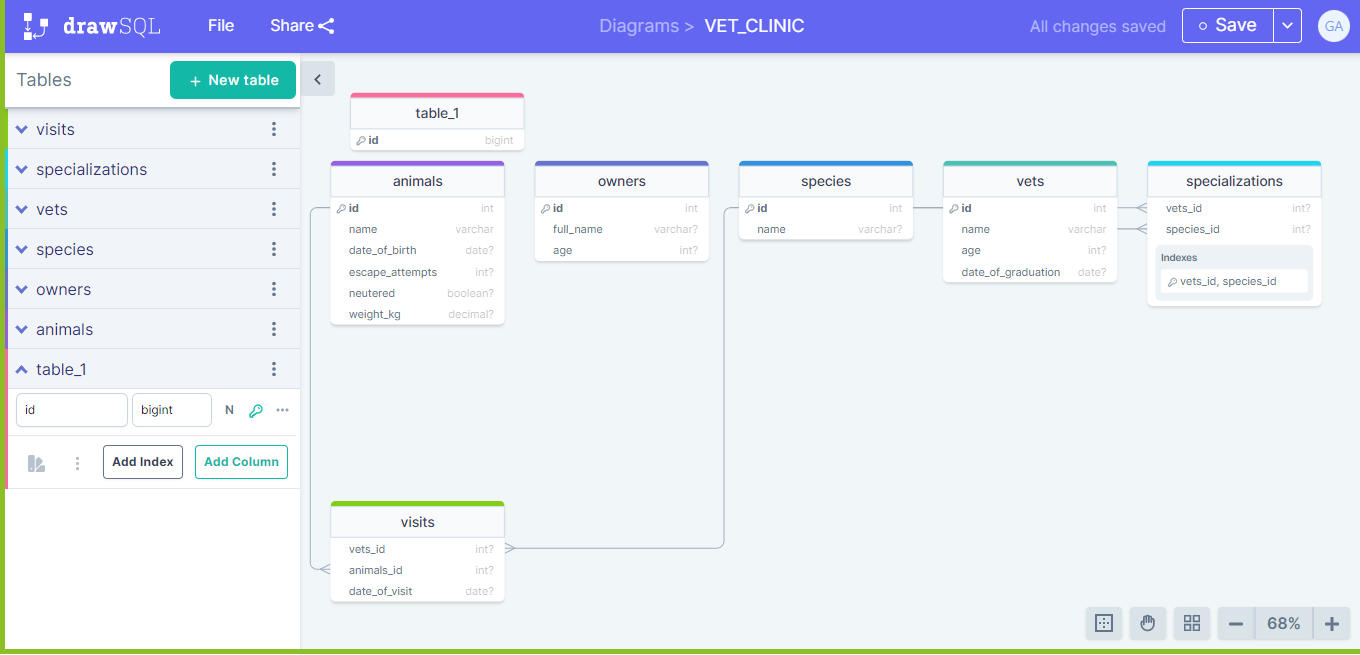 drawSQL File Share Diagrams > VET_CLINIC All changes saved Save GA
Tables + New table
visits
specializations
vets
species
owners
animals
table_1
id bigint N
Add Index Add Column
table_1
id bigint
animals
id int
name varchar
date_of_birth date?
escape_attempts int?
neutered boolean?
weight_kg decimal?
owners
id int
full_name varchar?
age int?
species
id int
name varchar?
vets
id int
name varchar
age int?
date_of_graduation date?
specializations
vets_id int?
species_id int?
Indexes
vets_id, species_id
visits
vets_id int?
animals_id int?
date_of_visit date?
68%